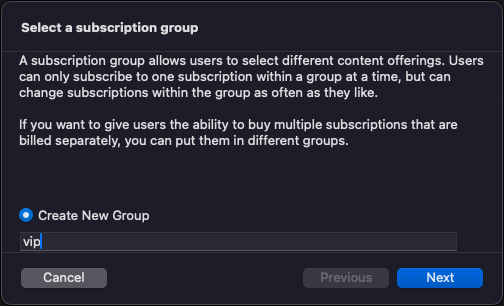 Select a subscription group
A subscription group allows users to select different content offerings. Users
can only subscribe to one subscription within a group at a time, but can
change subscriptions within the group as often as they like.
If you want to give users the ability to buy multiple subscriptions that are
billed separately, you can put them in different groups.
Create New Group
vip
Cancel
Previous
Next